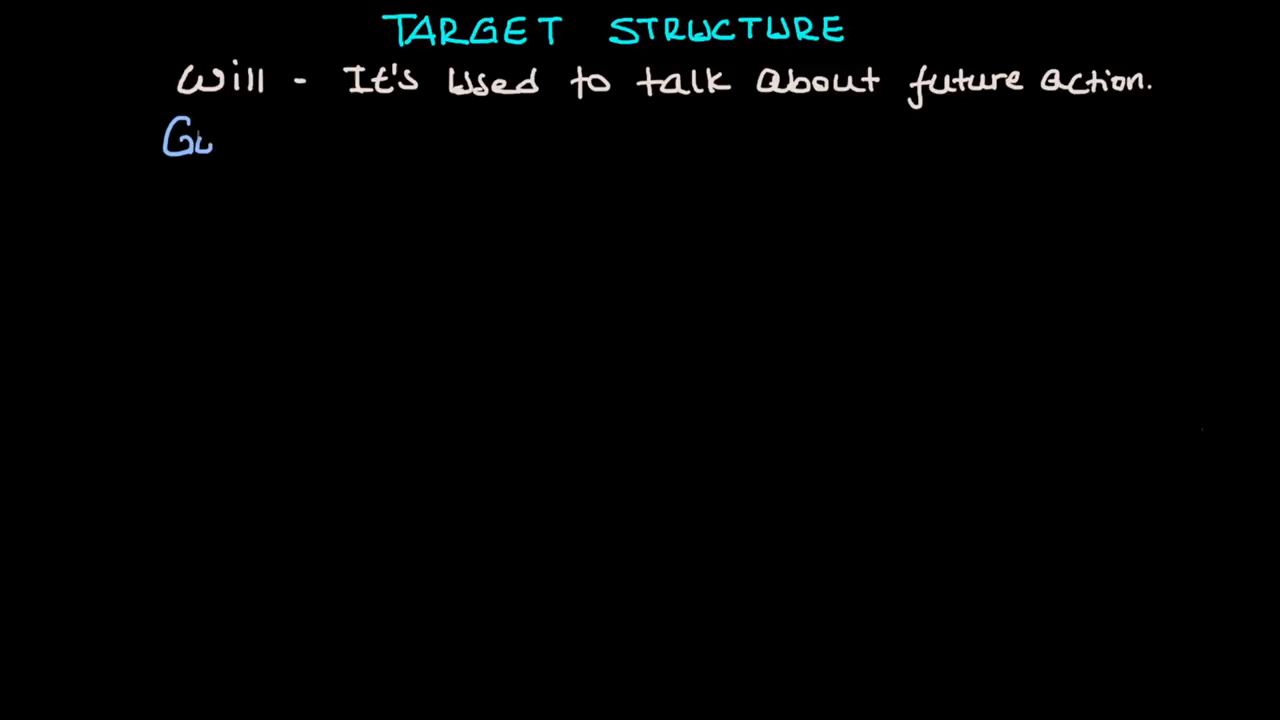 TARGET STRUCTURE
Will - It's Used to talk about future action.